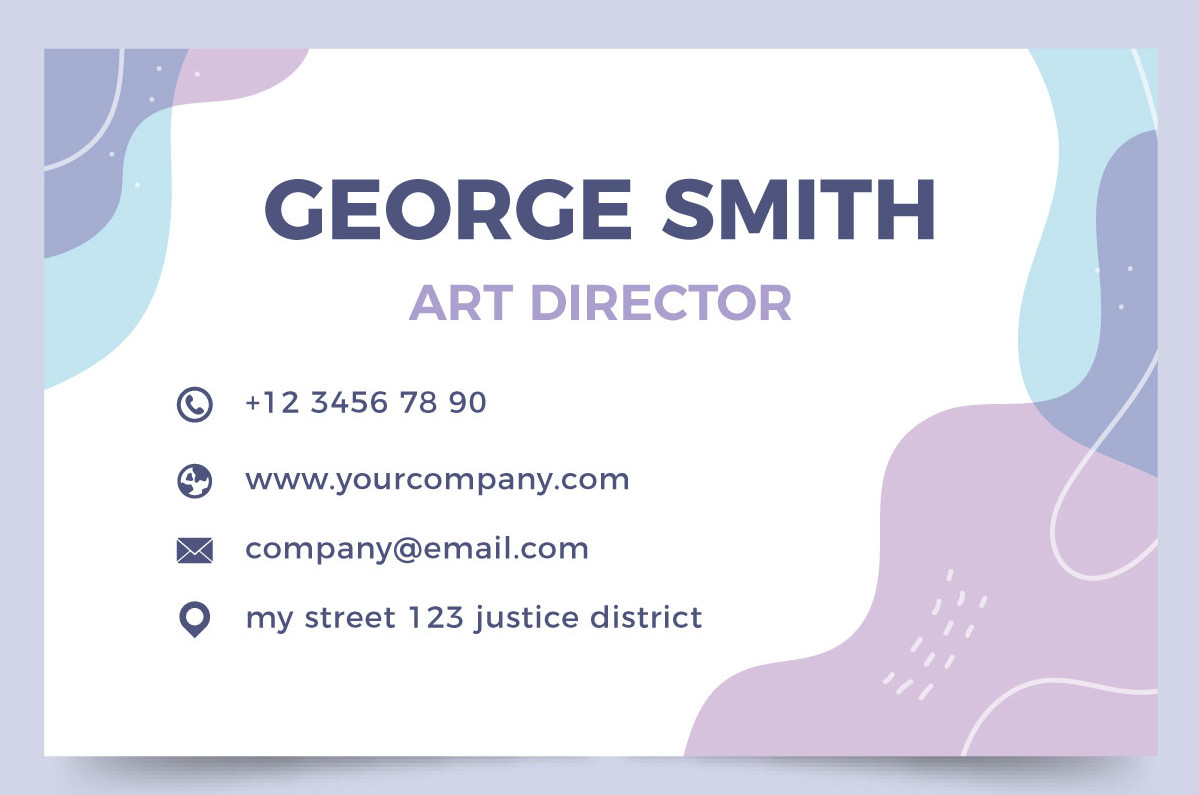 GEORGE SMITH
ART DIRECTOR
+12 3456 78 90
www.yourcompany.com
company@email.com
my street 123 justice district